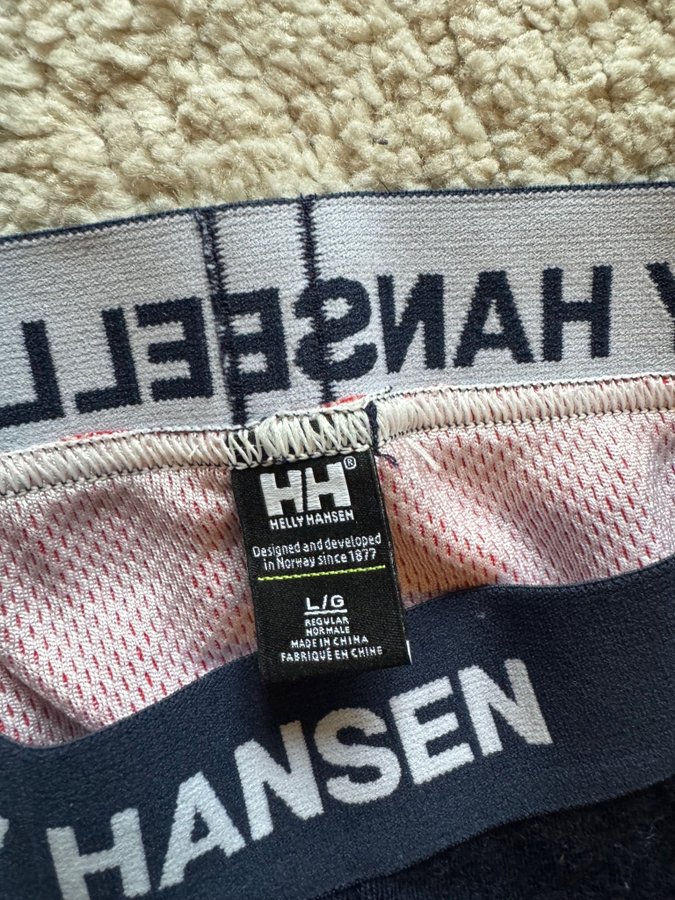 Y HANSEELL
HH®
HELLY HANSEN
Designed and developed
in Norway since 1877
L/G
REGULAR
NORMALE
MADE IN CHINA
FABRIQUÉ EN CHINE
Y HANSEN